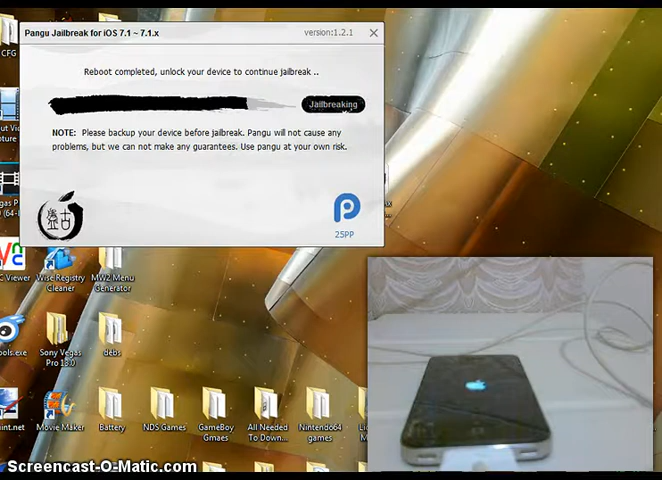 Pangu Jailbreak for iOS 7.1 ~ 7.1.x
version:1.2.1
CFG
Reboot completed, unlock your device to continue jailbreak ..
Jailbreaking
NOTE: Please backup your device before jailbreak. Pangu will not cause any
problems, but we can not make any guarantees. Use pangu at your own risk.
盘古
25PP
Viewer
Wise Registry
Cleaner
MW2 Menu
Generator
Sony Vegas
Pro 13.0
debs
Movie Maker
Battery
NDS Games
GameBoy
Gmaes
All Needed
To Down...
Nintendo64
games
Screencast-O-Matic.com